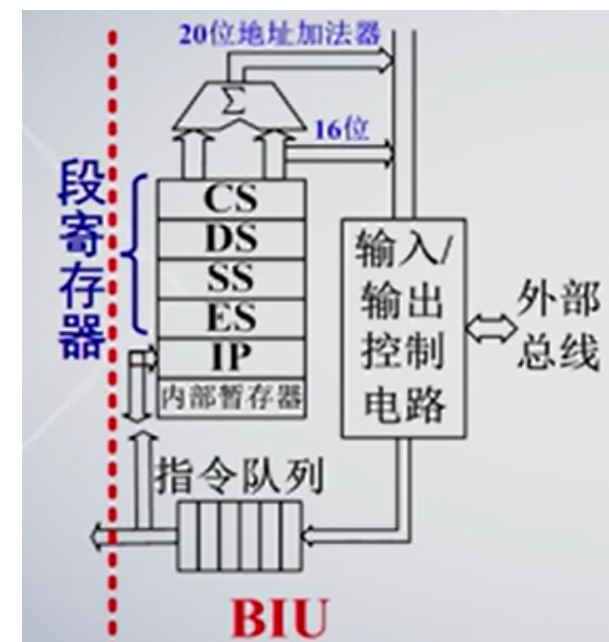 20位地址加法器
Σ
16位
段寄存器
CS
DS
SS
ES
IP
内部暂存器
输入/
输出
控制
电路
外部
总线
指令队列
BIU